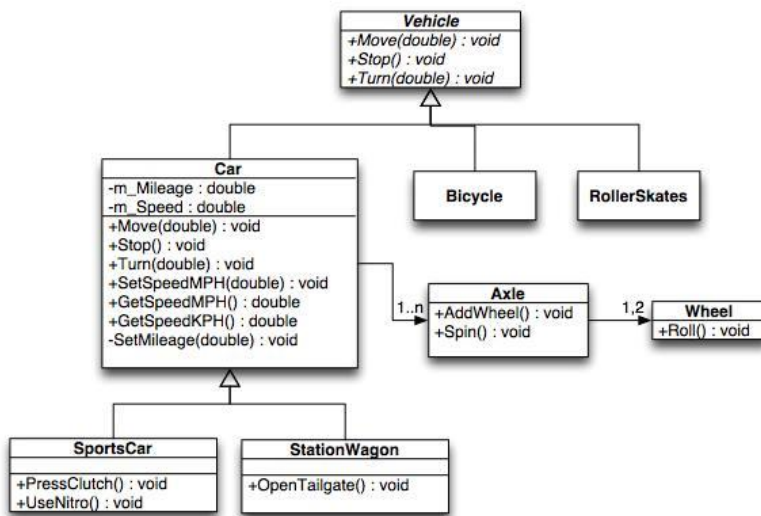 Vehicle
+Move(double) : void
+Stop() : void
+Turn(double) : void
Car
-m_Mileage : double
-m_Speed : double
+Move(double) : void
+Stop() : void
+Turn(double) : void
+SetSpeedMPH(double) : void
+GetSpeedMPH() : double
+GetSpeedKPH() : double
-SetMileage(double) : void
Bicycle
RollerSkates
1..n
Axle
+AddWheel() : void
+Spin() : void
1,2
Wheel
+Roll() : void
SportsCar
+PressClutch() : void
+UseNitro() : void
StationWagon
+OpenTailgate() : void